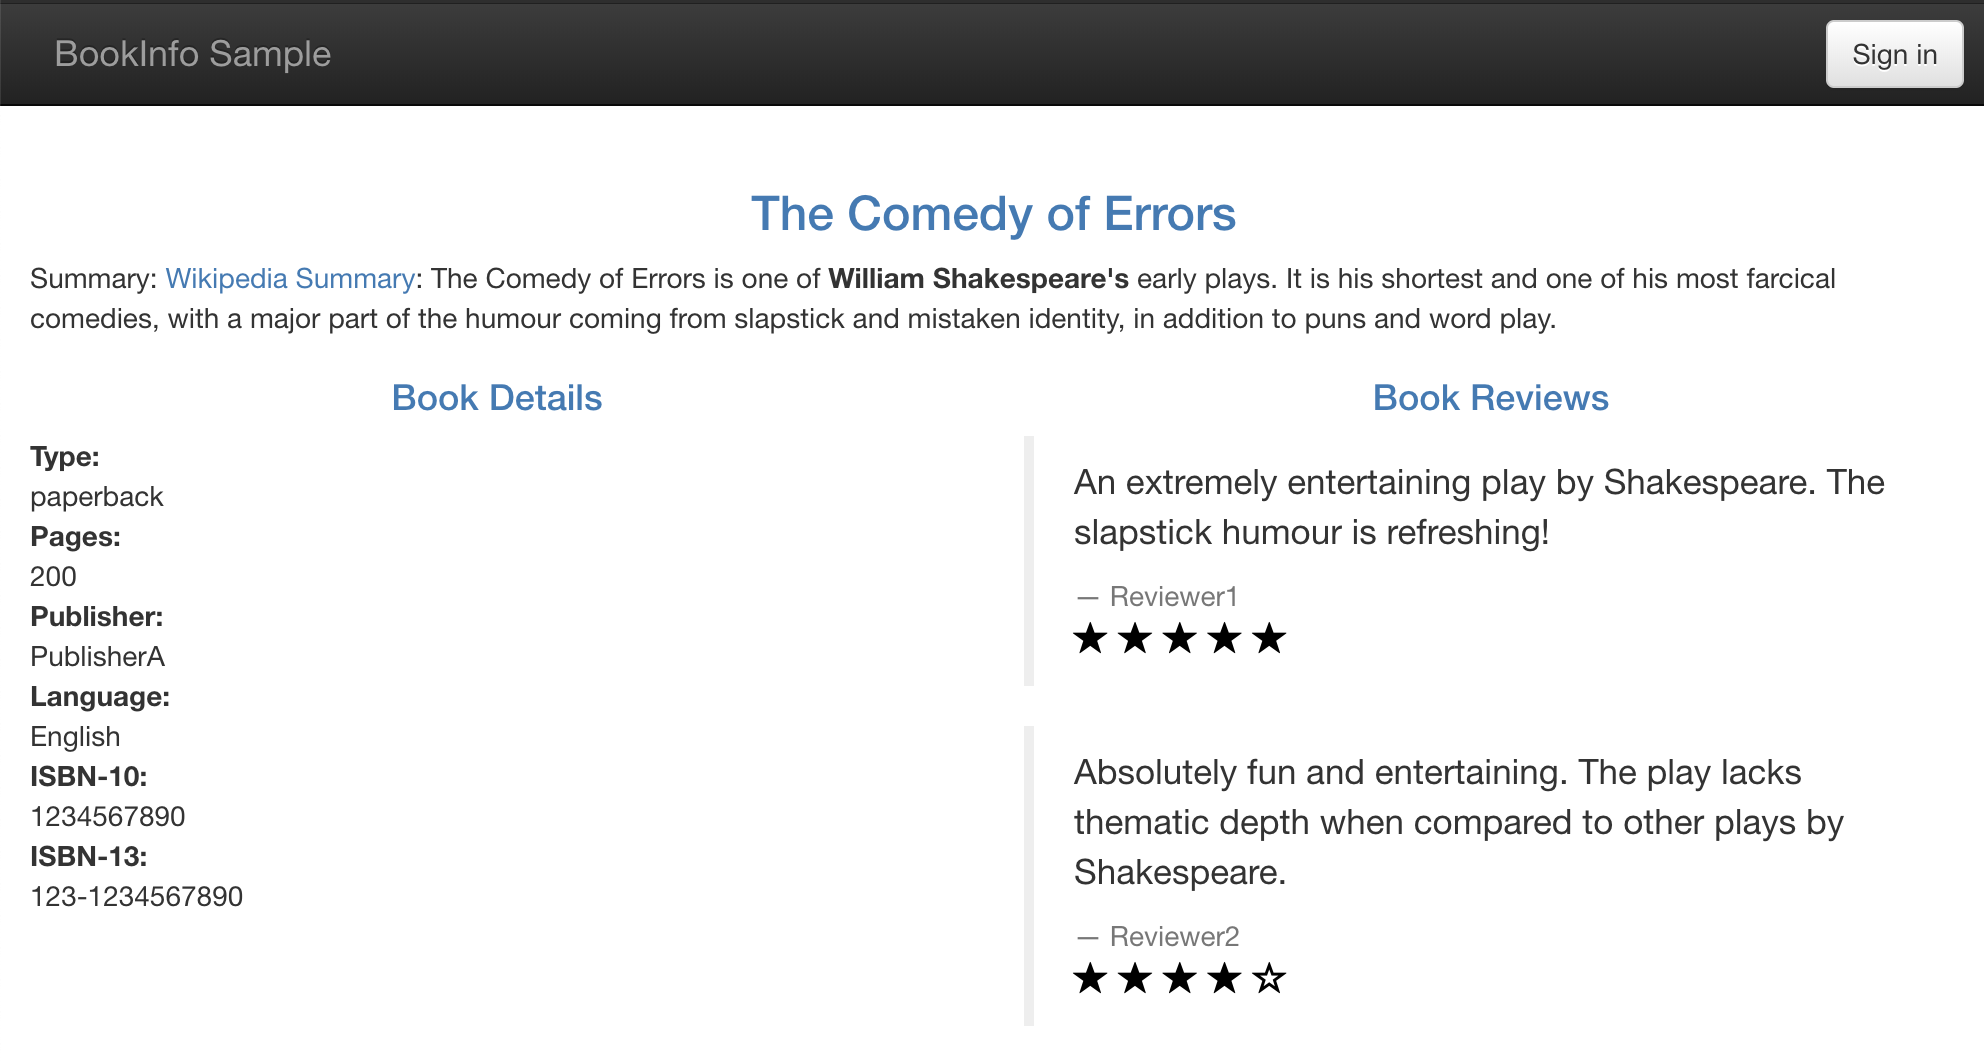 BookInfo Sample
Sign in
The Comedy of Errors
Summary: Wikipedia Summary: The Comedy of Errors is one of William Shakespeare's early plays. It is his shortest and one of his most farcical
comedies, with a major part of the humour coming from slapstick and mistaken identity, in addition to puns and word play.
Book Details
Type:
paperback
Pages:
200
Publisher:
PublisherA
Language:
English
ISBN-10:
1234567890
ISBN-13:
123-1234567890
Book Reviews
An extremely entertaining play by Shakespeare. The
slapstick humour is refreshing!
— Reviewer1
★★★★★
Absolutely fun and entertaining. The play lacks
thematic depth when compared to other plays by
Shakespeare.
— Reviewer2
★★★★☆